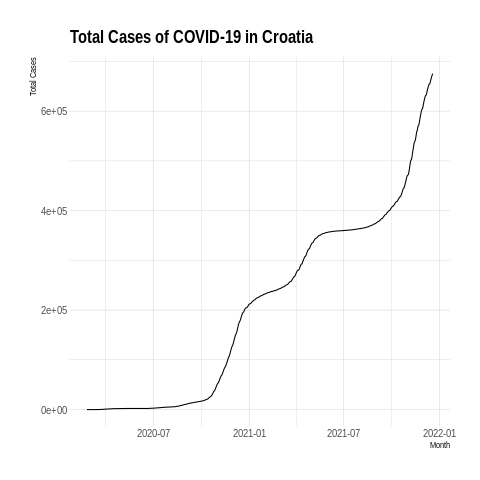 Total Cases of COVID-19 in Croatia
Total Cases
6e+05
4e+05
2e+05
0e+00
2020-07
2021-01
2021-07
2022-01
Month